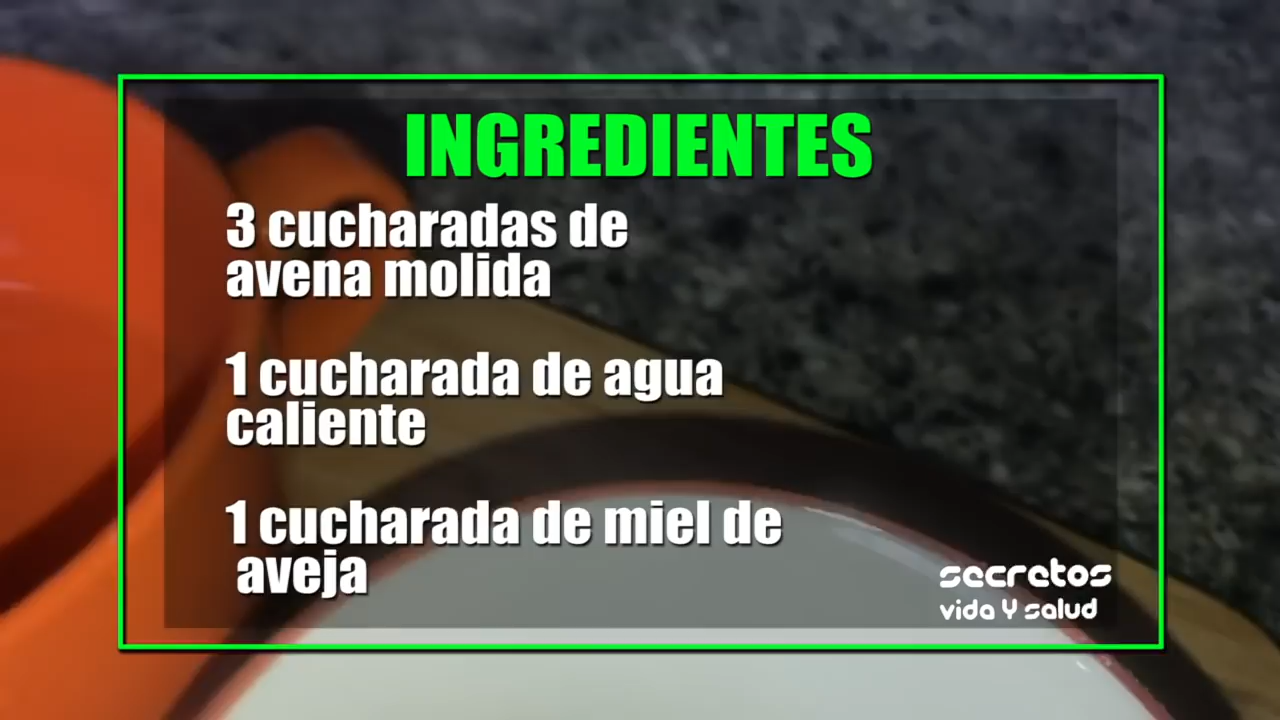 INGREDIENTES
3 cucharadas de
avena molida
1 cucharada de agua
caliente
1 cucharada de miel de
aveja
secretos
vida Y salud